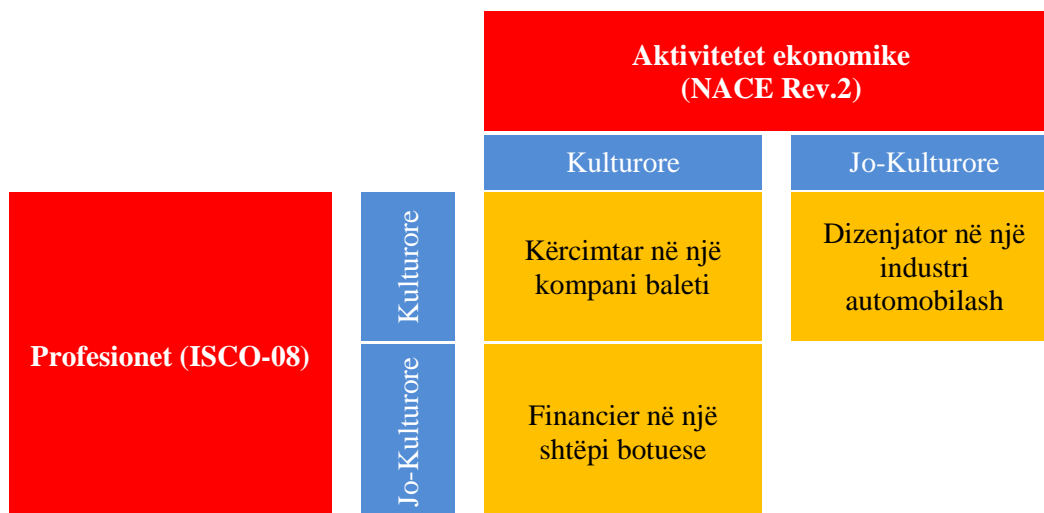 Aktivitetet ekonomike
(NACE Rev.2)
Kulturore
Jo-Kulturore
Profesionet (ISCO-08)
Kulturore
Kërcimtar në një
kompani baleti
Dizenjator në një
industri
automobilash
Jo-Kulturore
Financier në një
shtëpi botuese